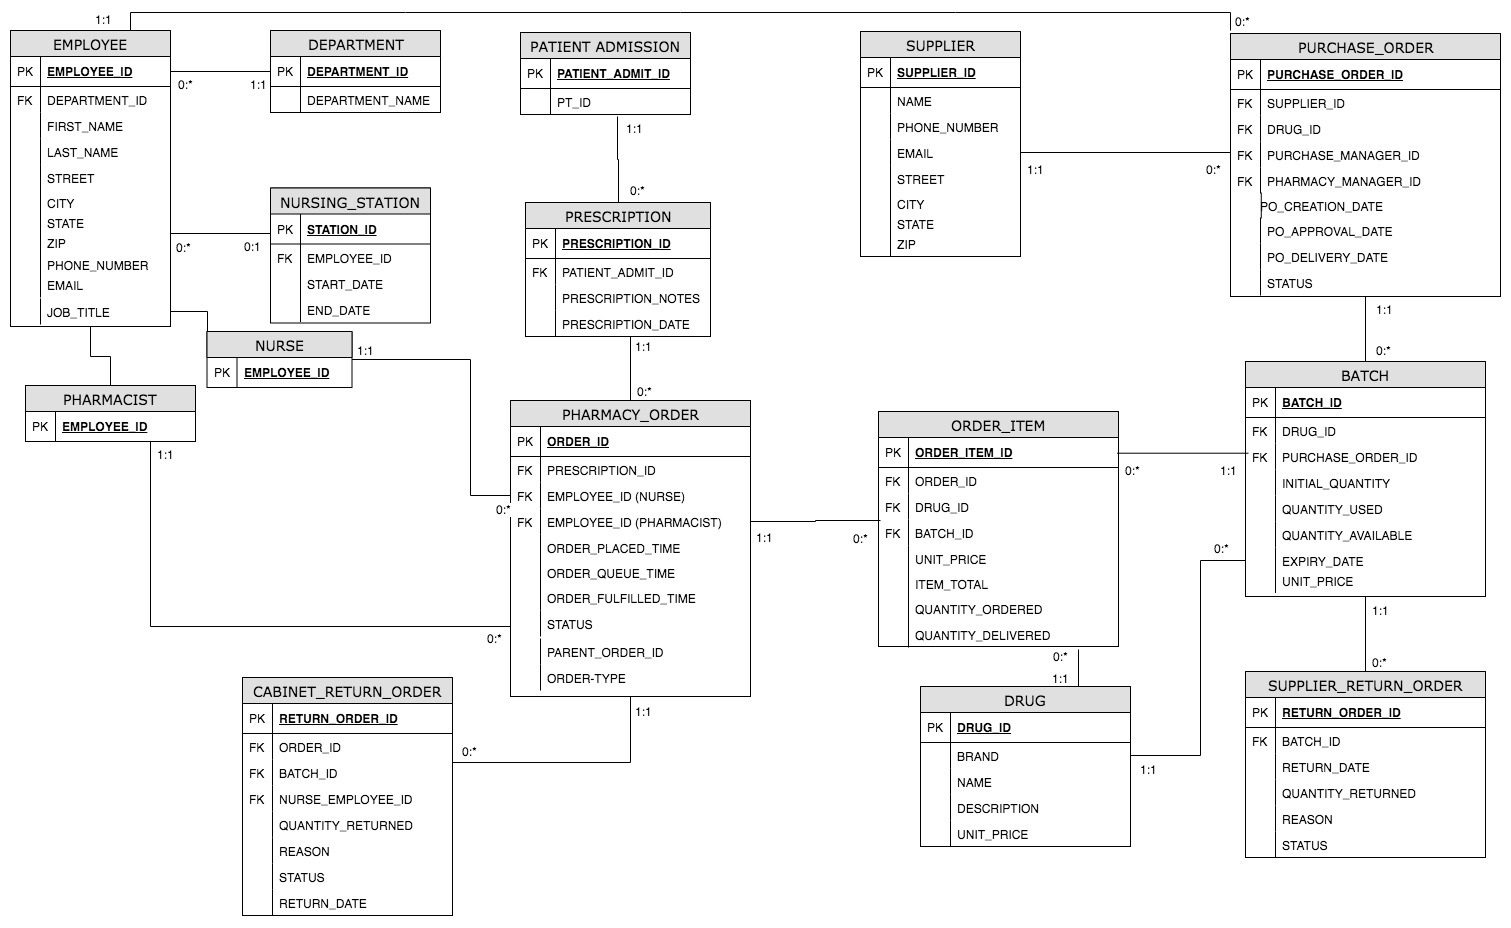 1:1
0:*
EMPLOYEE
PK EMPLOYEE_ID
FK DEPARTMENT_ID
FIRST_NAME
LAST_NAME
STREET
CITY
STATE
ZIP
PHONE_NUMBER
EMAIL
JOB_TITLE
0:*
1:1
DEPARTMENT
PK DEPARTMENT_ID
DEPARTMENT_NAME
0:*
0:1
NURSING_STATION
PK STATION_ID
FK EMPLOYEE_ID
START_DATE
END_DATE
NURSE
PK EMPLOYEE_ID
1:1
PHARMACIST
PK EMPLOYEE_ID
1:1
PATIENT ADMISSION
PK PATIENT_ADMIT_ID
PT_ID
1:1
0:*
PRESCRIPTION
PK PRESCRIPTION_ID
FK PATIENT_ADMIT_ID
PRESCRIPTION_NOTES
PRESCRIPTION_DATE
1:1
0:*
PHARMACY_ORDER
PK ORDER_ID
FK PRESCRIPTION_ID
FK EMPLOYEE_ID (NURSE)
0:*
FK EMPLOYEE_ID (PHARMACIST)
ORDER_PLACED_TIME
ORDER_QUEUE_TIME
ORDER_FULFILLED_TIME
STATUS
0:*
PARENT_ORDER_ID
ORDER-TYPE
1:1
0:*
CABINET_RETURN_ORDER
PK RETURN_ORDER_ID
FK ORDER_ID
FK BATCH_ID
FK NURSE_EMPLOYEE_ID
QUANTITY_RETURNED
REASON
STATUS
RETURN_DATE
SUPPLIER
PK SUPPLIER_ID
NAME
PHONE_NUMBER
EMAIL
STREET
CITY
STATE
ZIP
1:1
0:*
PURCHASE_ORDER
PK PURCHASE_ORDER_ID
FK SUPPLIER_ID
FK DRUG_ID
FK PURCHASE_MANAGER_ID
FK PHARMACY_MANAGER_ID
PO_CREATION_DATE
PO_APPROVAL_DATE
PO_DELIVERY_DATE
STATUS
1:1
0:*
1:1
0:*
ORDER_ITEM
PK ORDER_ITEM_ID
FK ORDER_ID
FK DRUG_ID
FK BATCH_ID
UNIT_PRICE
ITEM_TOTAL
QUANTITY_ORDERED
QUANTITY_DELIVERED
0:*
1:1
0:*
1:1
BATCH
PK BATCH_ID
FK DRUG_ID
FK PURCHASE_ORDER_ID
INITIAL_QUANTITY
QUANTITY_USED
QUANTITY_AVAILABLE
EXPIRY_DATE
UNIT_PRICE
0:*
DRUG
PK DRUG_ID
BRAND
NAME
DESCRIPTION
UNIT_PRICE
1:1
1:1
0:*
SUPPLIER_RETURN_ORDER
PK RETURN_ORDER_ID
FK BATCH_ID
RETURN_DATE
QUANTITY_RETURNED
REASON
STATUS